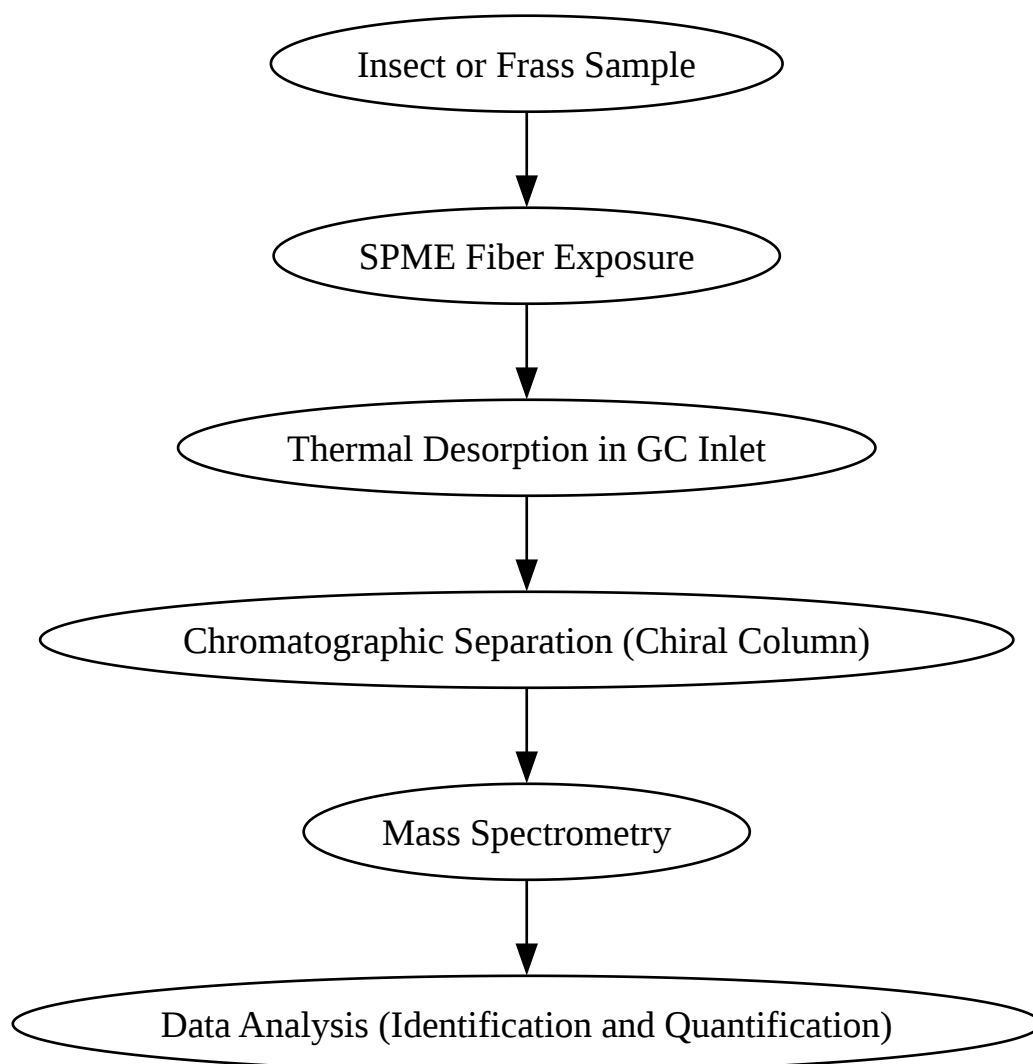 Insect or Frass Sample
SPME Fiber Exposure
Thermal Desorption in GC Inlet
Chromatographic Separation (Chiral Column)
Mass Spectrometry
Data Analysis (Identification and Quantification)